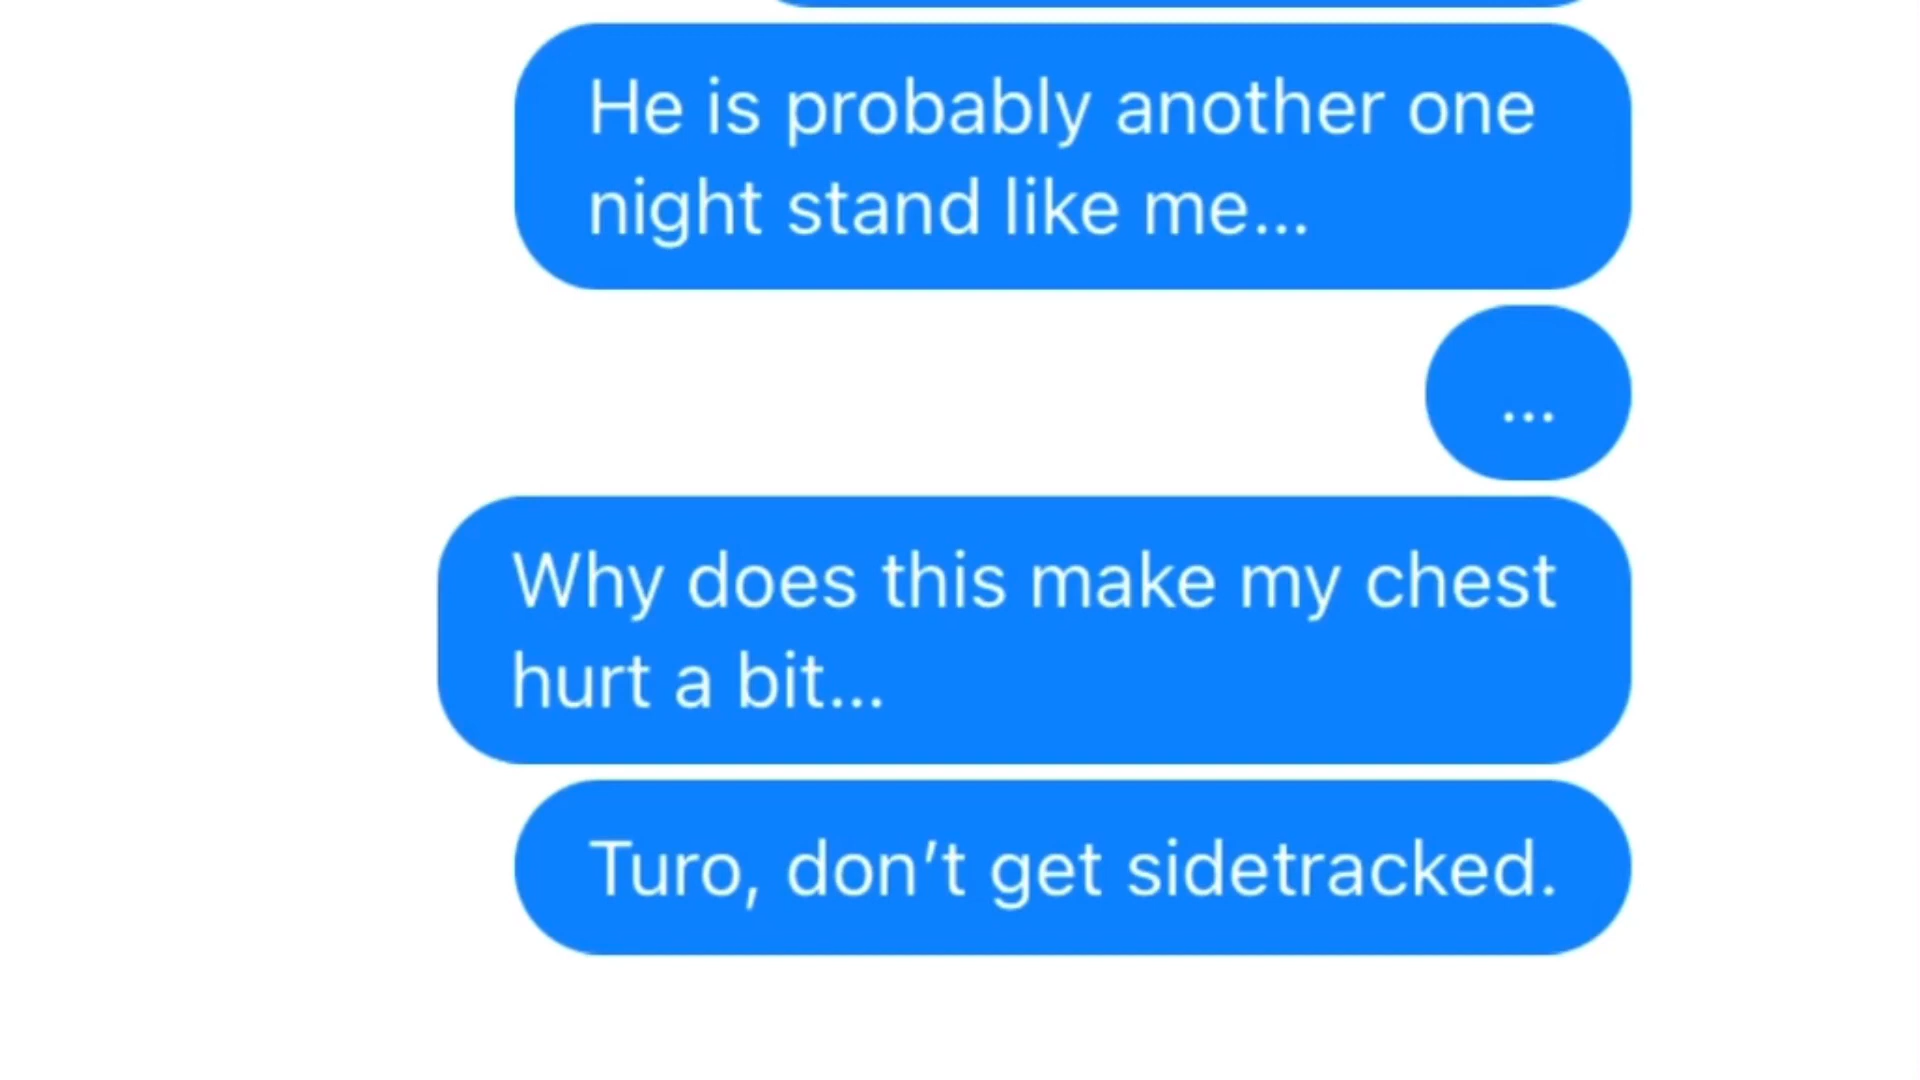 He is probably another one
night stand like me...
...
Why does this make my chest
hurt a bit...
Turo, don't get sidetracked.